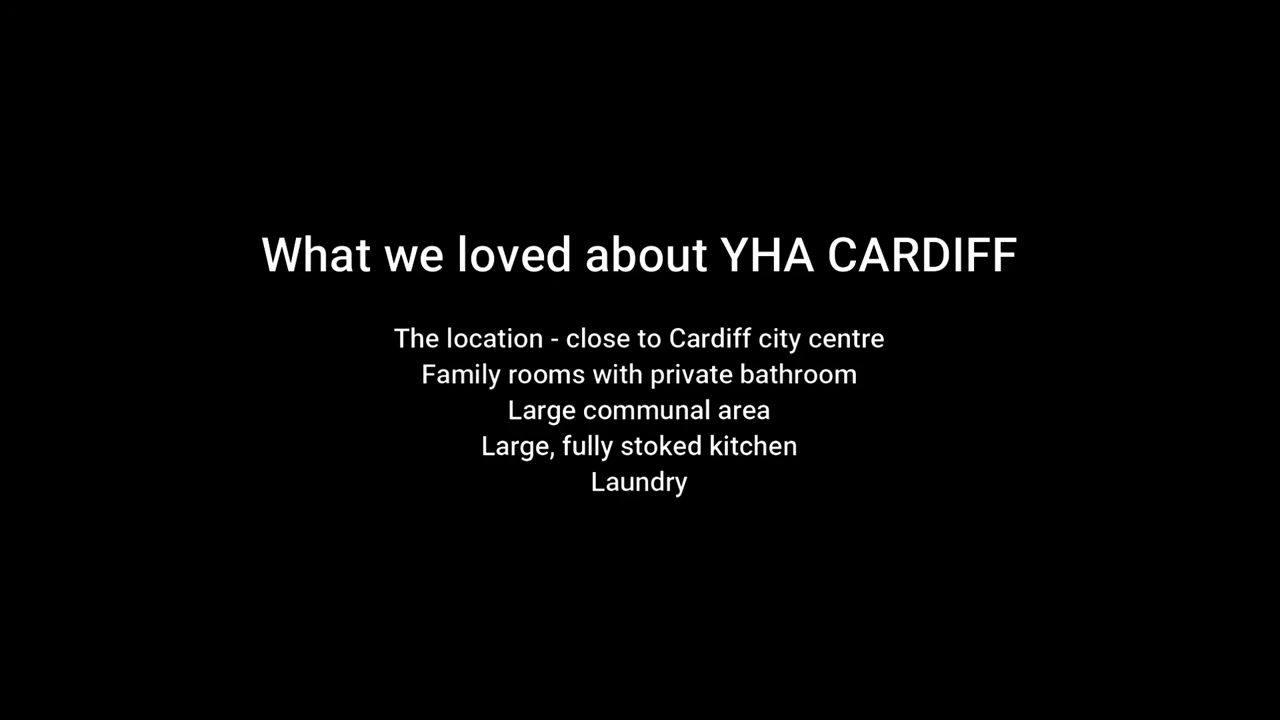 What we loved about YHA CARDIFF
The location - close to Cardiff city centre
Family rooms with private bathroom
Large communal area
Large, fully stoked kitchen
Laundry